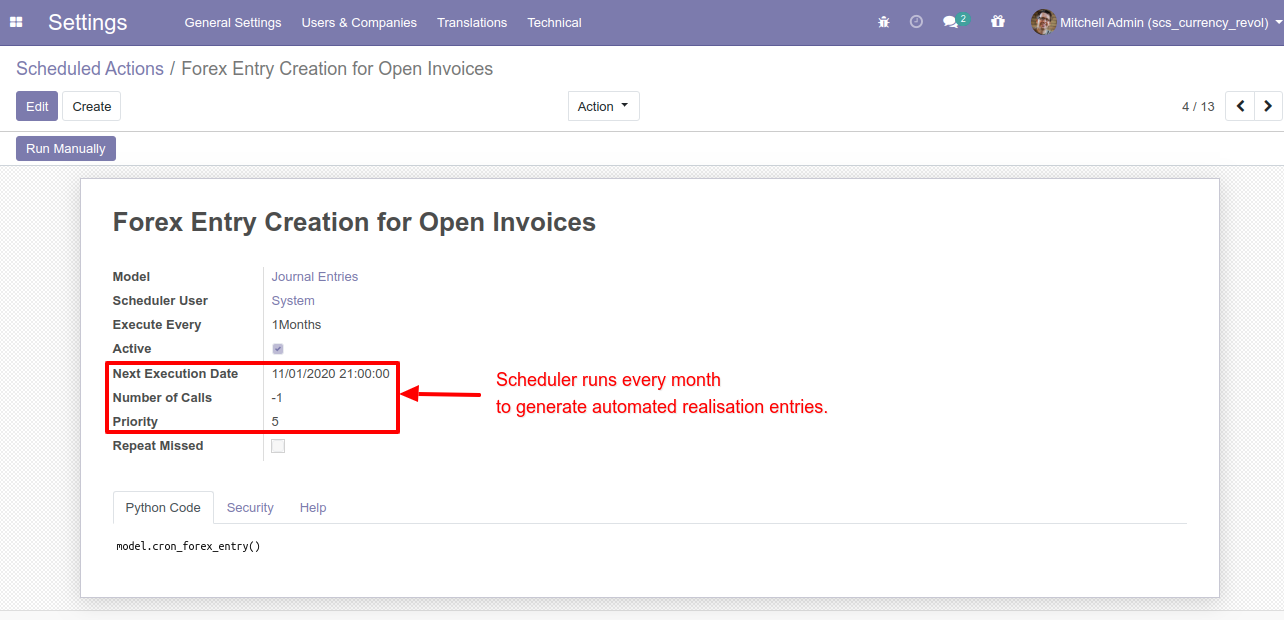 Settings General Settings Users & Companies Translations Technical 2 Mitchell Admin (scs_currency_revol)
Scheduled Actions / Forex Entry Creation for Open Invoices
Edit Create Action 4 / 13
Run Manually
Forex Entry Creation for Open Invoices
Model Journal Entries
Scheduler User System
Execute Every 1Months
Active
Next Execution Date 11/01/2020 21:00:00
Scheduler runs every month
Number of Calls -1
to generate automated realisation entries.
Priority 5
Repeat Missed
Python Code Security Help
model.cron_forex_entry()